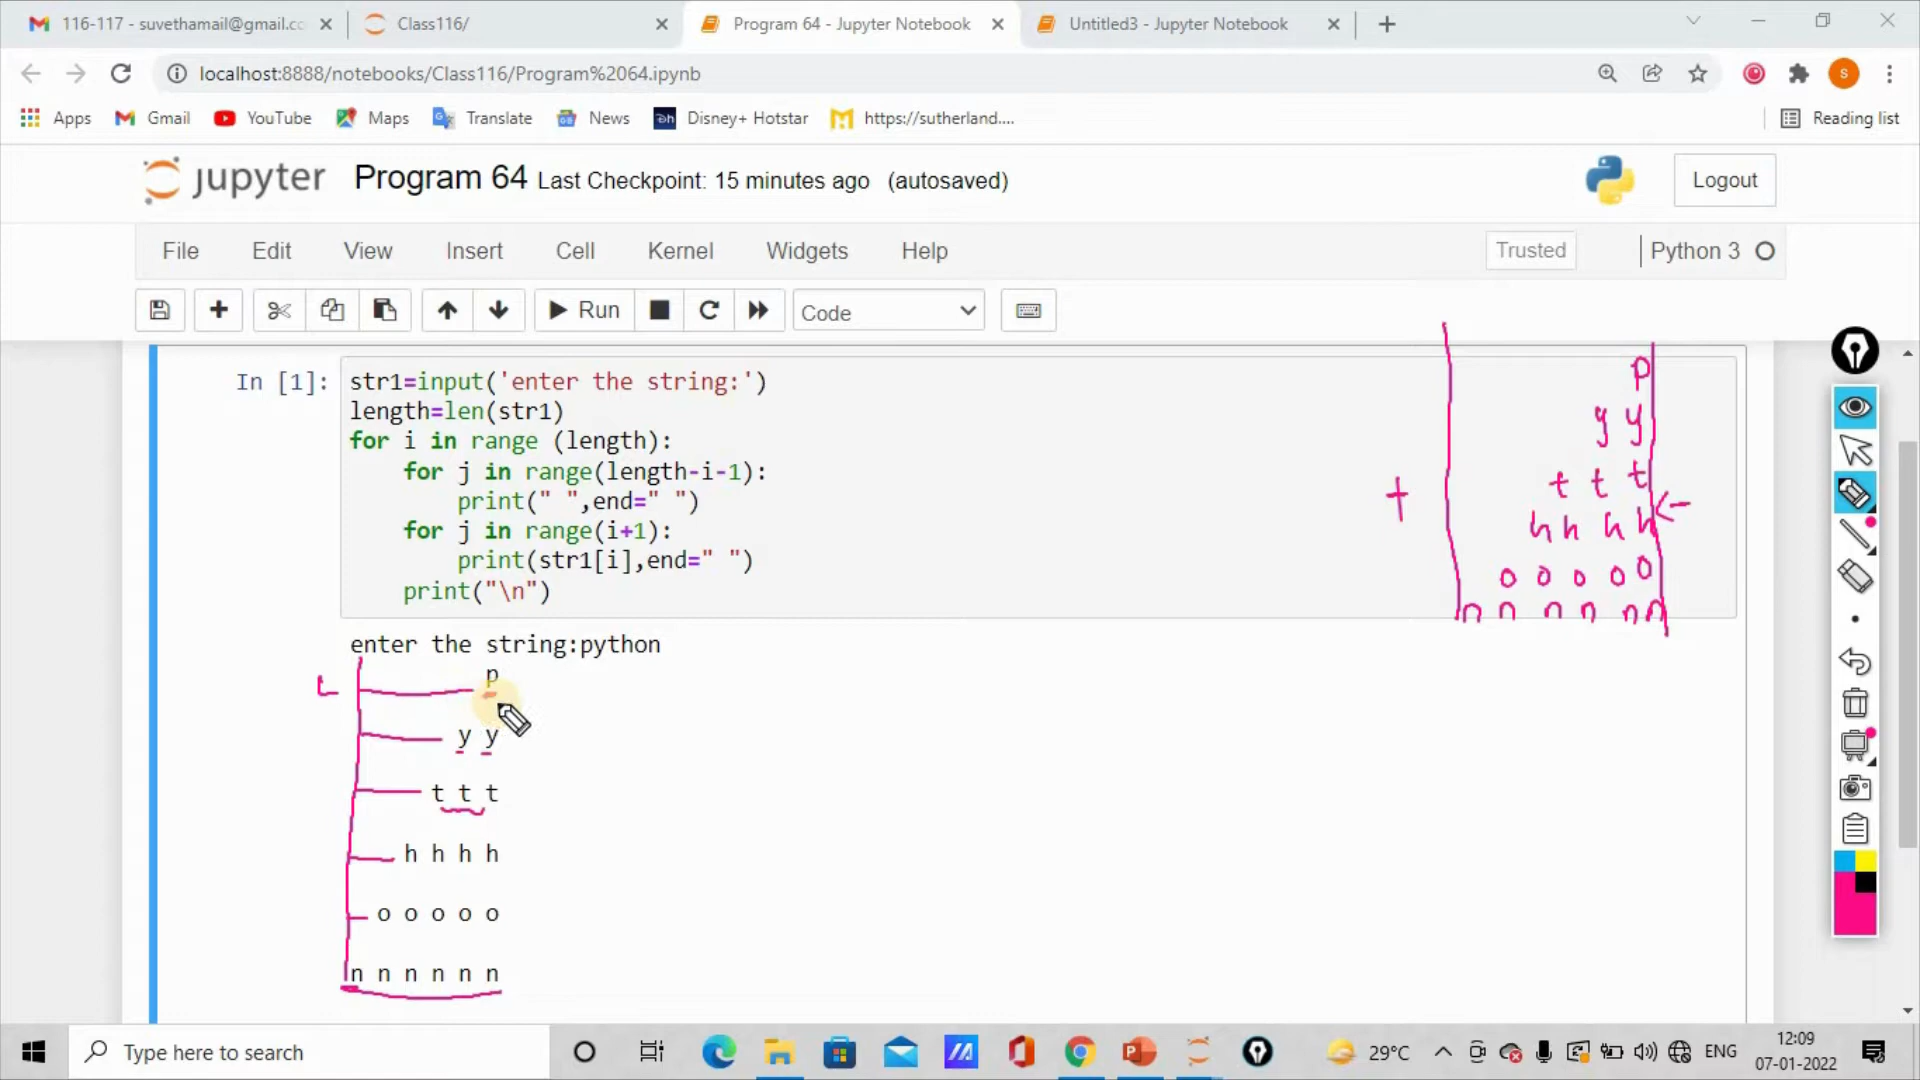 116-117 - suvethamail@gmail.co
Class116/
Program 64 - Jupyter Notebook
Untitled3 - Jupyter Notebook
localhost:8888/notebooks/Class116/Program%2064.ipynb
S
Apps
Gmail
YouTube
Translate
Maps
News
Disney+ Hotstar
https://sutherland....
Reading list
jupyter Program 64 Last Checkpoint: 15 minutes ago (autosaved)
Logout
File Edit View Insert Cell Kernel Widgets Help
Trusted
Python 3
Run
Code
In [1]:
str1=input('enter the string:')
length=len(str1)
for i in range (length):
    for j in range(length-i-1):
        print(" ",end=" ")
    for j in range(i+1):
        print(str1[i],end=" ")
    print("\n")
p
y y
t t t
h h h h
o o o o o
n n n n n n
enter the string:python
p
y y
t t t
h h h h
o o o o o
n n n n n n
Type here to search
29°C
ENG
12:09
07-01-2022